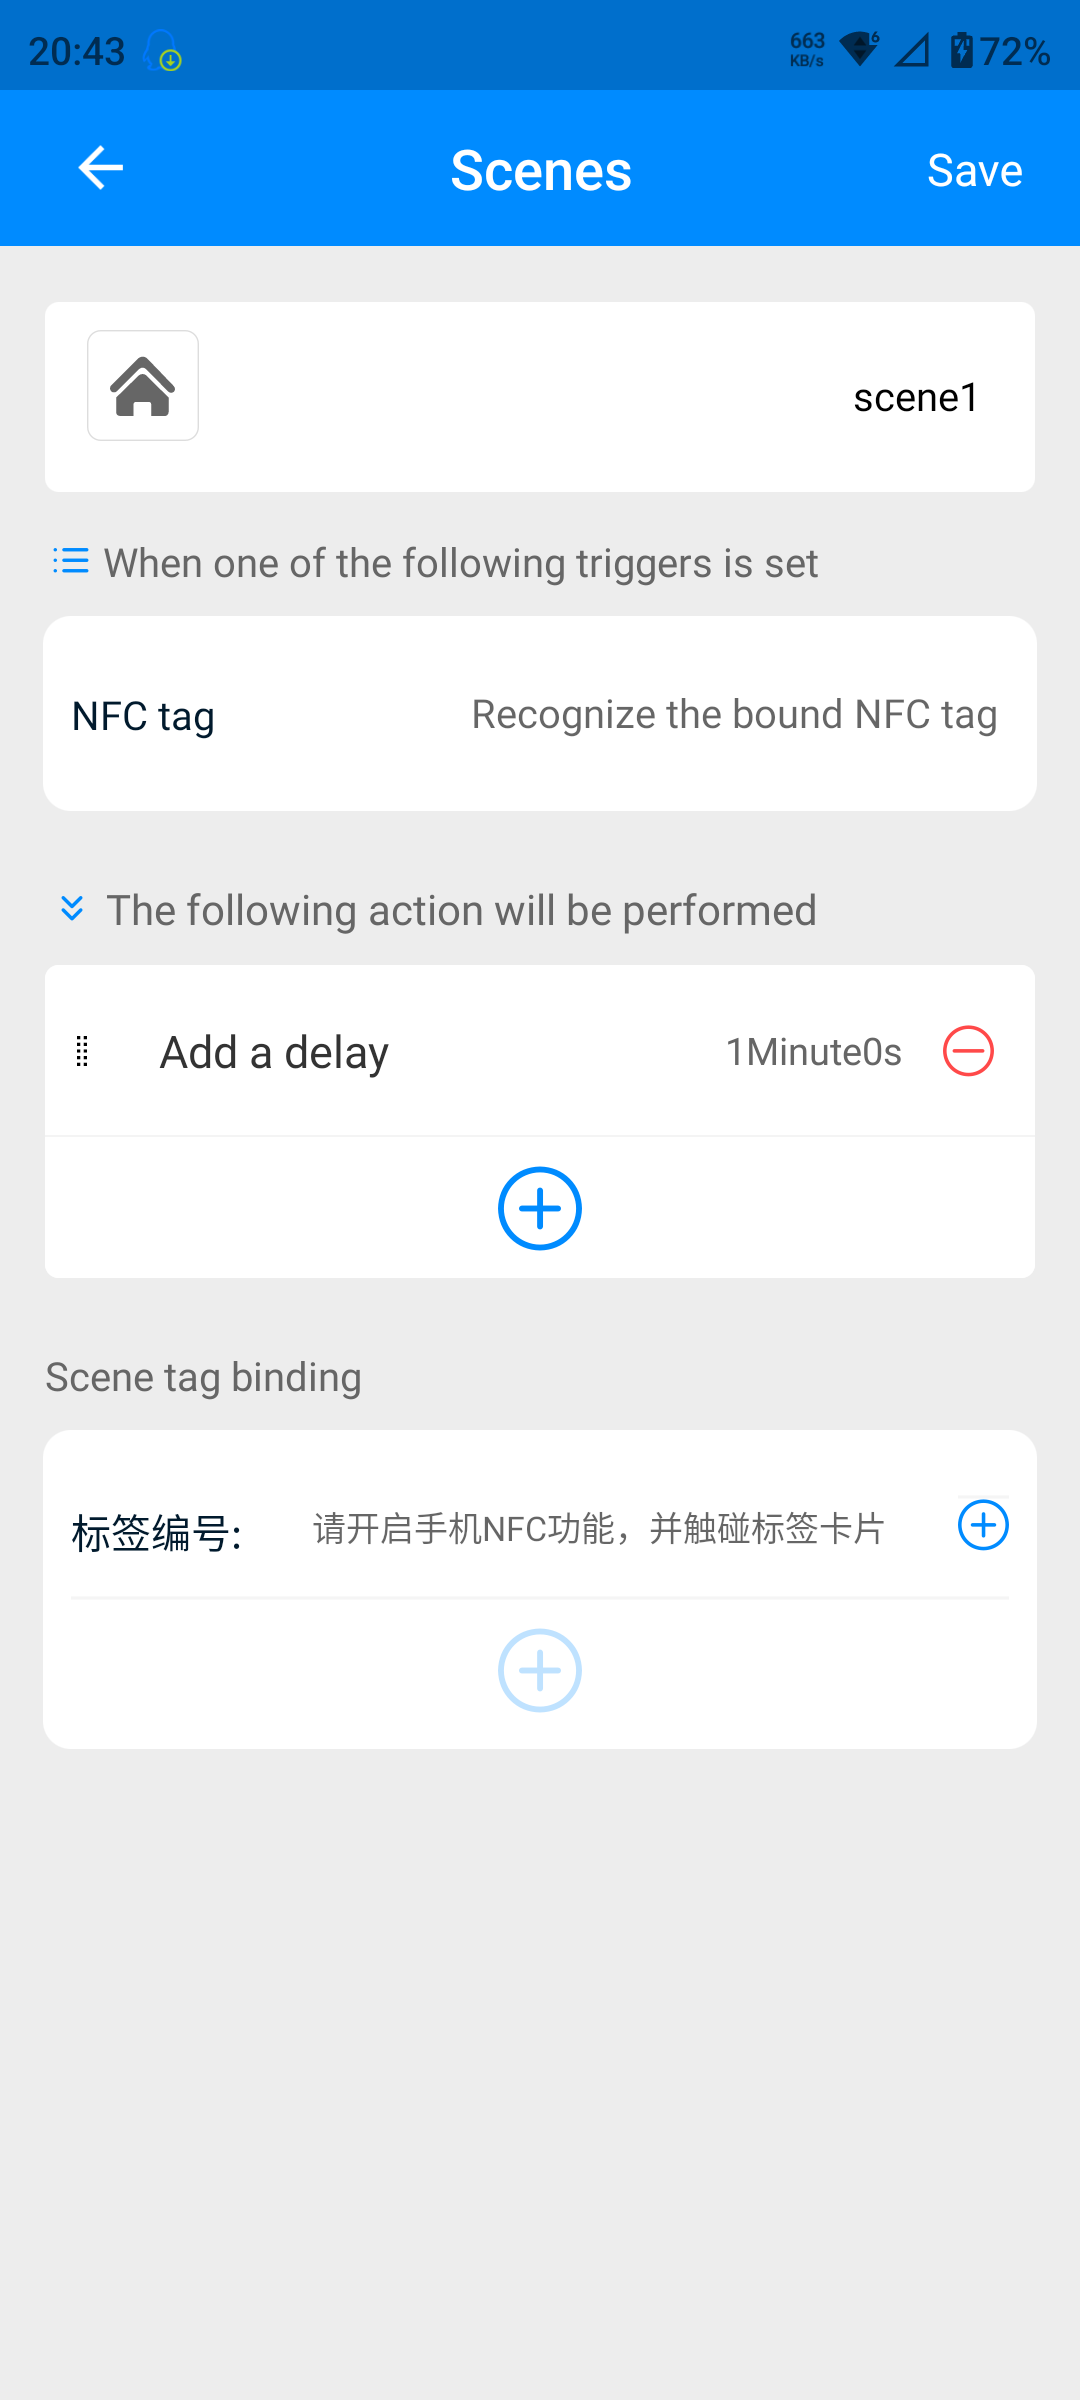 20:43
663 KB/s 6 72%
Scenes
Save
scene1
When one of the following triggers is set
NFC tag
Recognize the bound NFC tag
The following action will be performed
Add a delay
1Minute0s
Scene tag binding
标签编号:
请开启手机NFC功能，并触碰标签卡片